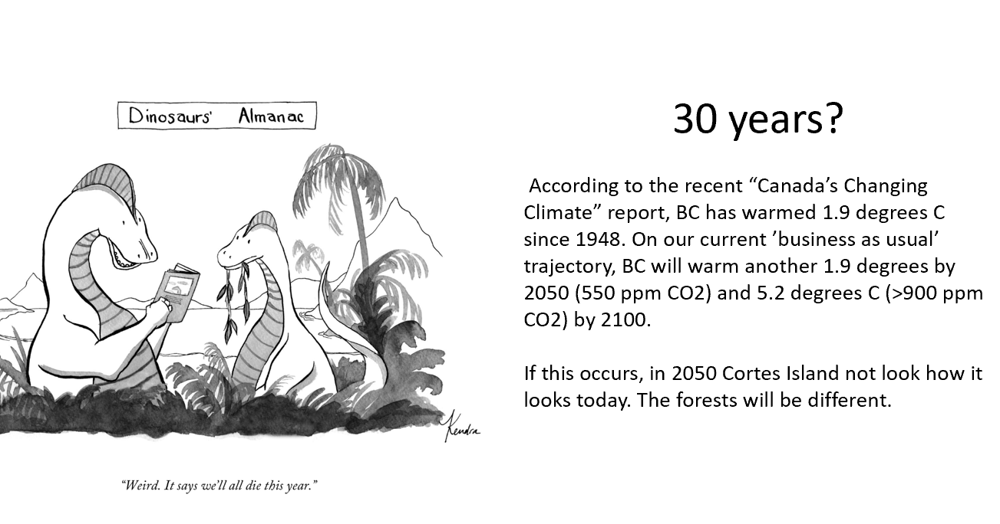 Dinosaurs' Almanac
Kendra
“Weird. It says we’ll all die this year.”
30 years?
According to the recent “Canada’s Changing
Climate” report, BC has warmed 1.9 degrees C
since 1948. On our current ’business as usual’
trajectory, BC will warm another 1.9 degrees by
2050 (550 ppm CO2) and 5.2 degrees C (>900 ppm
CO2) by 2100.
If this occurs, in 2050 Cortes Island not look how it
looks today. The forests will be different.